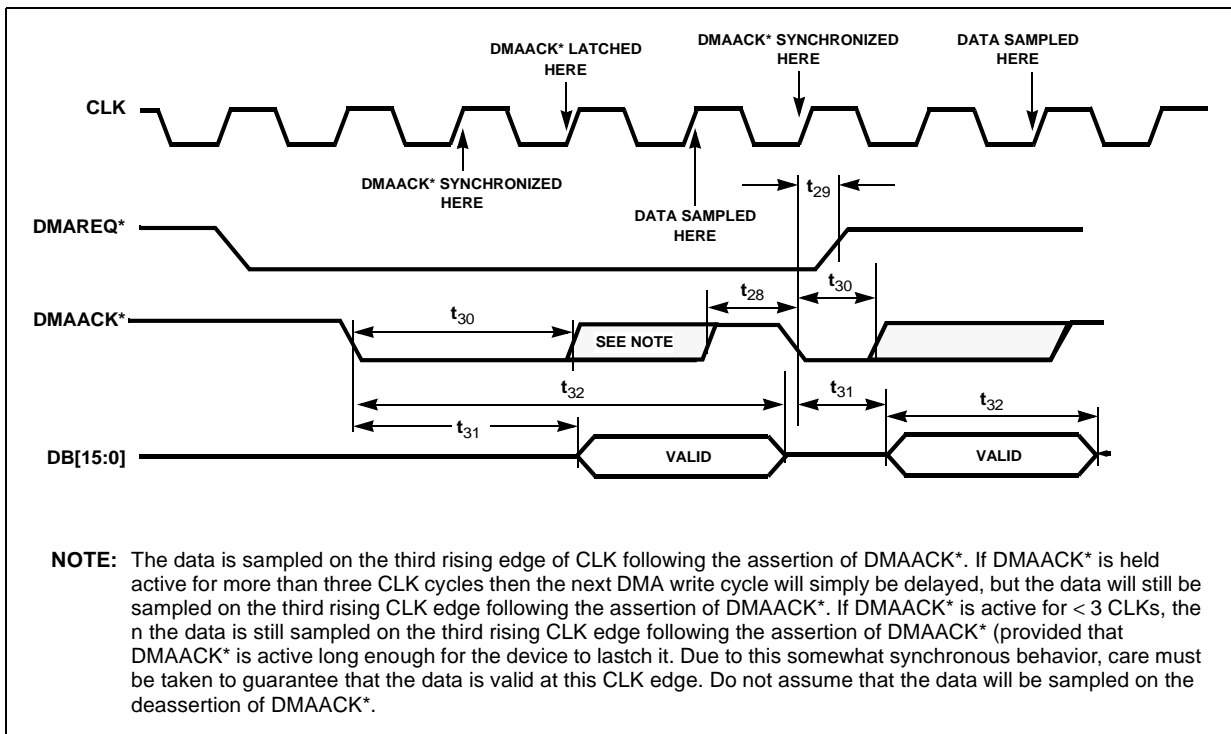 DMAACK* LATCHED
HERE
DMAACK* SYNCHRONIZED
HERE
DATA SAMPLED
HERE
CLK
DMAACK* SYNCHRONIZED
HERE
DATA SAMPLED
HERE
t29
DMAREQ*
t28
t30
DMAACK*
t30
SEE NOTE
t32
t31
t31
t32
DB[15:0]
VALID
VALID
NOTE: The data is sampled on the third rising edge of CLK following the assertion of DMAACK*. If DMAACK* is held
active for more than three CLK cycles then the next DMA write cycle will simply be delayed, but the data will still be
sampled on the third rising CLK edge following the assertion of DMAACK*. If DMAACK* is active for < 3 CLKs, the
n the data is still sampled on the third rising CLK edge following the assertion of DMAACK* (provided that
DMAACK* is active long enough for the device to lastch it. Due to this somewhat synchronous behavior, care must
be taken to guarantee that the data is valid at this CLK edge. Do not assume that the data will be sampled on the
deassertion of DMAACK*.